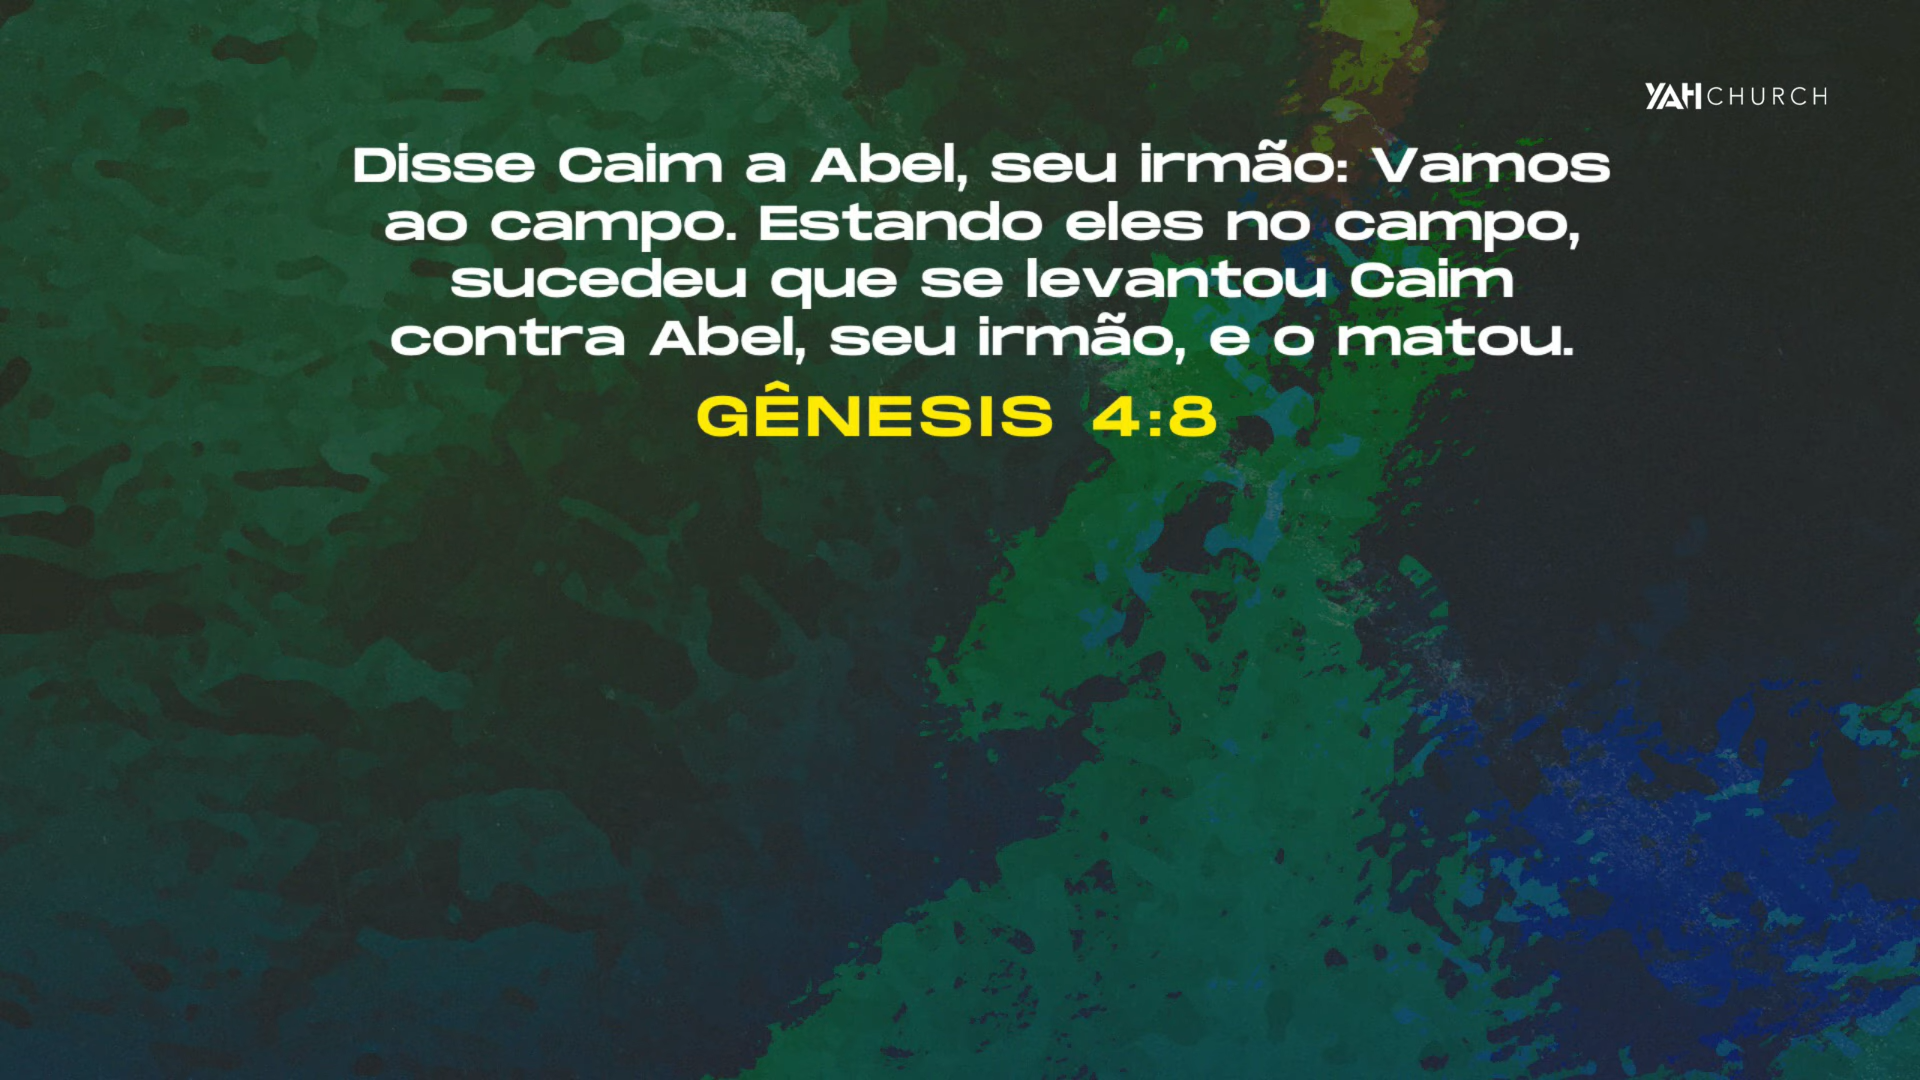 YAH CHURCH
Disse Caim a Abel, seu irmão: Vamos
ao campo. Estando eles no campo,
sucedeu que se levantou Caim
contra Abel, seu irmão, e o matou.
GÊNESIS 4:8